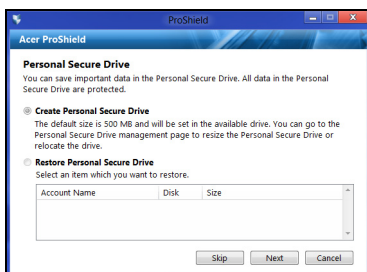 ProShield
Acer ProShield
Personal Secure Drive
You can save important data in the Personal Secure Drive. All data in the Personal
Secure Drive are protected.
Create Personal Secure Drive
The default size is 500 MB and will be set in the available drive. You can go to the
Personal Secure Drive management page to resize the Personal Secure Drive or
relocate the drive.
Restore Personal Secure Drive
Select an item which you want to restore.
Account Name Disk Size
Skip Next Cancel